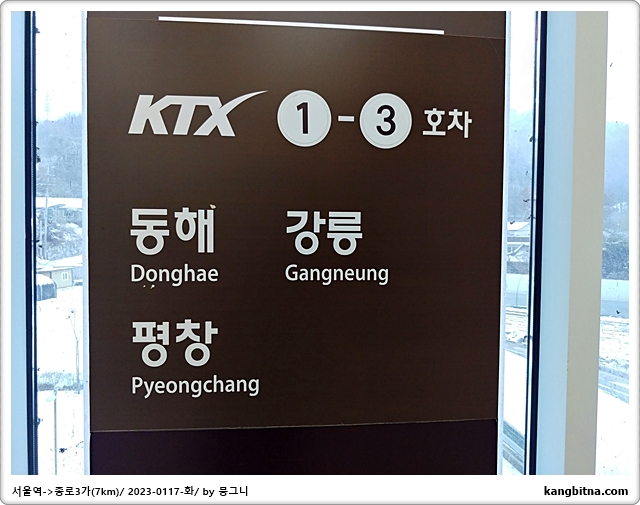 KTX 1-3 호차
동해 강릉
Donghae Gangneung
평창
Pyeongchang
서울역->종로3가(7km)/ 2023-0117-화/ by 몽그니
kangbitna.com